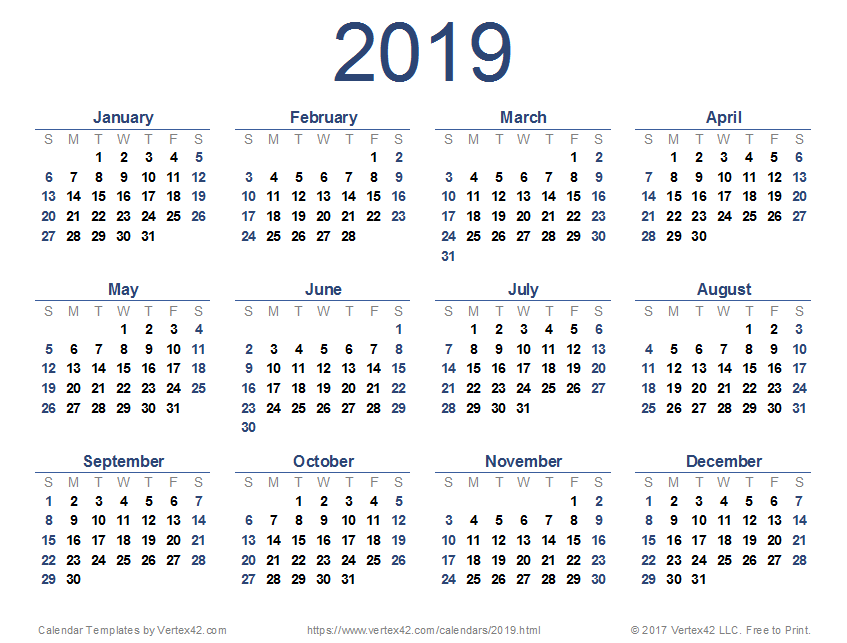 2019
January February March April
S M T W T F S S M T W T F S S M T W T F S S M T W T F S
1 2 3 4 5 1 2 1 2 1 2 3 4 5 6
6 7 8 9 10 11 12 3 4 5 6 7 8 9 3 4 5 6 7 8 9 7 8 9 10 11 12 13
13 14 15 16 17 18 19 10 11 12 13 14 15 16 10 11 12 13 14 15 16 14 15 16 17 18 19 20
20 21 22 23 24 25 26 17 18 19 20 21 22 23 17 18 19 20 21 22 23 21 22 23 24 25 26 27
27 28 29 30 31 24 25 26 27 28 24 25 26 27 28 29 30 28 29 30
31
May June July August
S M T W T F S S M T W T F S S M T W T F S S M T W T F S
1 2 3 4 1 1 2 3 4 5 6 1 2 3
5 6 7 8 9 10 11 2 3 4 5 6 7 8 7 8 9 10 11 12 13 4 5 6 7 8 9 10
12 13 14 15 16 17 18 9 10 11 12 13 14 15 14 15 16 17 18 19 20 11 12 13 14 15 16 17
19 20 21 22 23 24 25 16 17 18 19 20 21 22 21 22 23 24 25 26 27 18 19 20 21 22 23 24
26 27 28 29 30 31 23 24 25 26 27 28 29 28 29 30 31 25 26 27 28 29 30 31
30
September October November December
S M T W T F S S M T W T F S S M T W T F S S M T W T F S
1 2 3 4 5 6 7 1 2 3 4 5 1 2 1 2 3 4 5 6 7
8 9 10 11 12 13 14 6 7 8 9 10 11 12 3 4 5 6 7 8 9 8 9 10 11 12 13 14
15 16 17 18 19 20 21 13 14 15 16 17 18 19 10 11 12 13 14 15 16 15 16 17 18 19 20 21
22 23 24 25 26 27 28 20 21 22 23 24 25 26 17 18 19 20 21 22 23 22 23 24 25 26 27 28
29 30 27 28 29 30 31 24 25 26 27 28 29 30 29 30 31
Calendar Templates by Vertex42.com https://www.vertex42.com/calendars/2019.html © 2017 Vertex42 LLC. Free to Print.